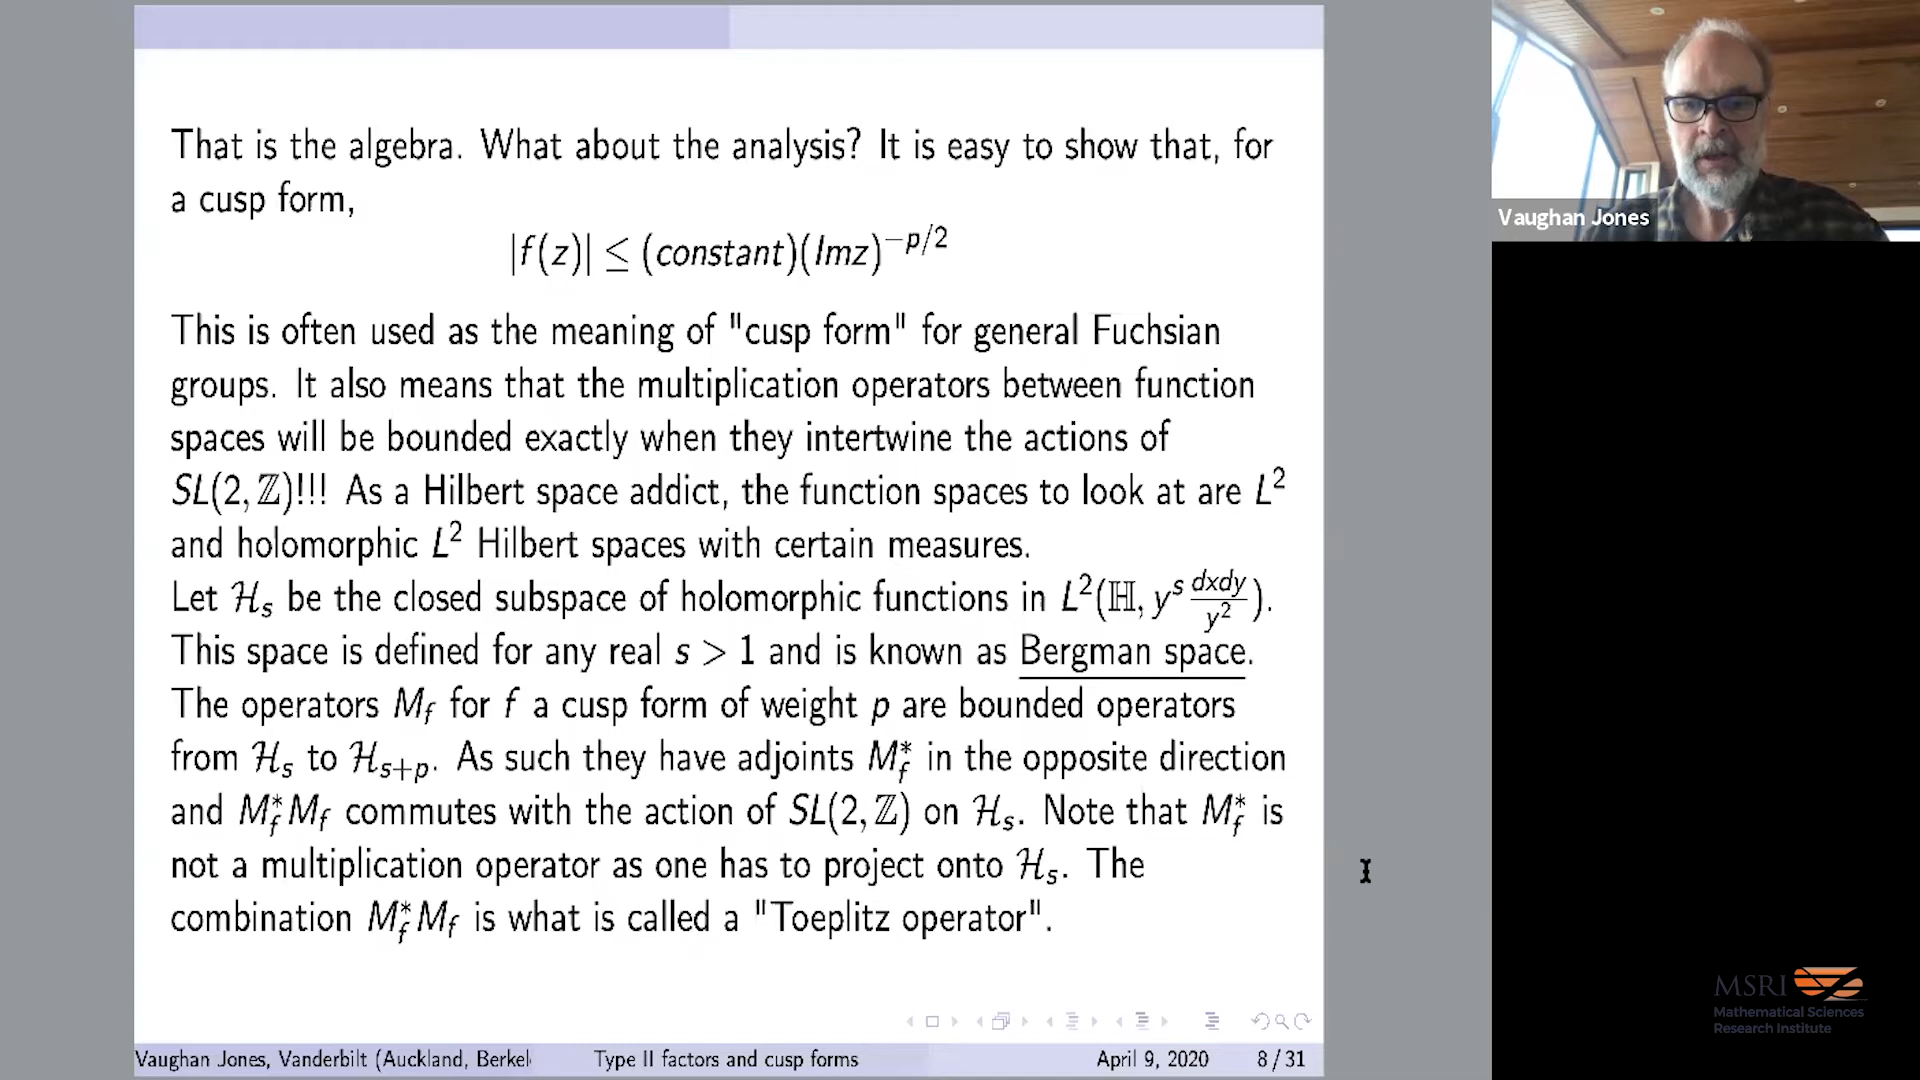 That is the algebra. What about the analysis? It is easy to show that, for
a cusp form,
|f(z)| ≤ (constant)(Imz)^{−p/2}
This is often used as the meaning of "cusp form" for general Fuchsian
groups. It also means that the multiplication operators between function
spaces will be bounded exactly when they intertwine the actions of
SL(2, ℤ)!!! As a Hilbert space addict, the function spaces to look at are L²
and holomorphic L² Hilbert spaces with certain measures.
Let ℋ_s be the closed subspace of holomorphic functions in L²(ℍ, y^s \frac{dxdy}{y²}).
This space is defined for any real s > 1 and is known as Bergman space.
The operators M_f for f a cusp form of weight p are bounded operators
from ℋ_s to ℋ_{s+p}. As such they have adjoints M_f^* in the opposite direction
and M_f^* M_f commutes with the action of SL(2, ℤ) on ℋ_s. Note that M_f^* is
not a multiplication operator as one has to project onto ℋ_s. The
combination M_f^* M_f is what is called a "Toeplitz operator".
Vaughan Jones, Vanderbilt (Auckland, Berkel
Type II factors and cusp forms
April 9, 2020
8 / 31
Vaughan Jones
MSRI
Mathematical Sciences
Research Institute